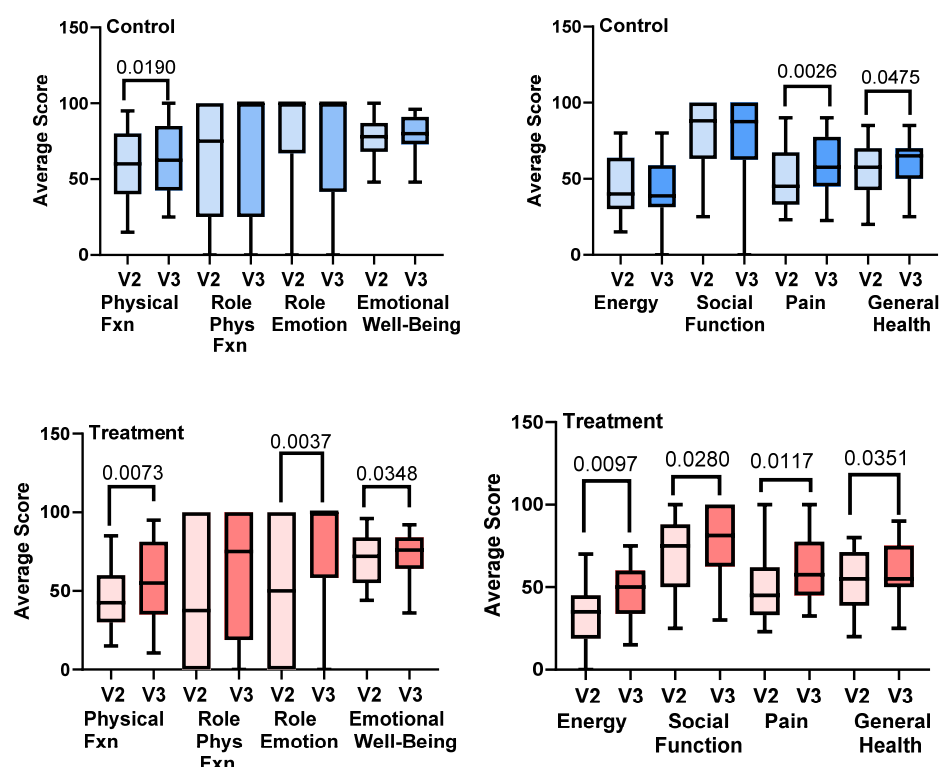 Control
0.0190
Average Score
150
100
50
0
V2 V3 V2 V3 V2 V3 V2 V3
Physical Role Role Emotional
Fxn Phys Emotion Well-Being
Fxn
Control
0.0026 0.0475
Average Score
150
100
50
0
V2 V3 V2 V3 V2 V3 V2 V3
Energy Social Pain General
Function Health
Treatment
0.0073 0.0037 0.0348
Average Score
150
100
50
0
V2 V3 V2 V3 V2 V3 V2 V3
Physical Role Role Emotional
Fxn Phys Emotion Well-Being
Fxn
Treatment
0.0097 0.0280 0.0117 0.0351
Average Score
150
100
50
0
V2 V3 V2 V3 V2 V3 V2 V3
Energy Social Pain General
Function Health